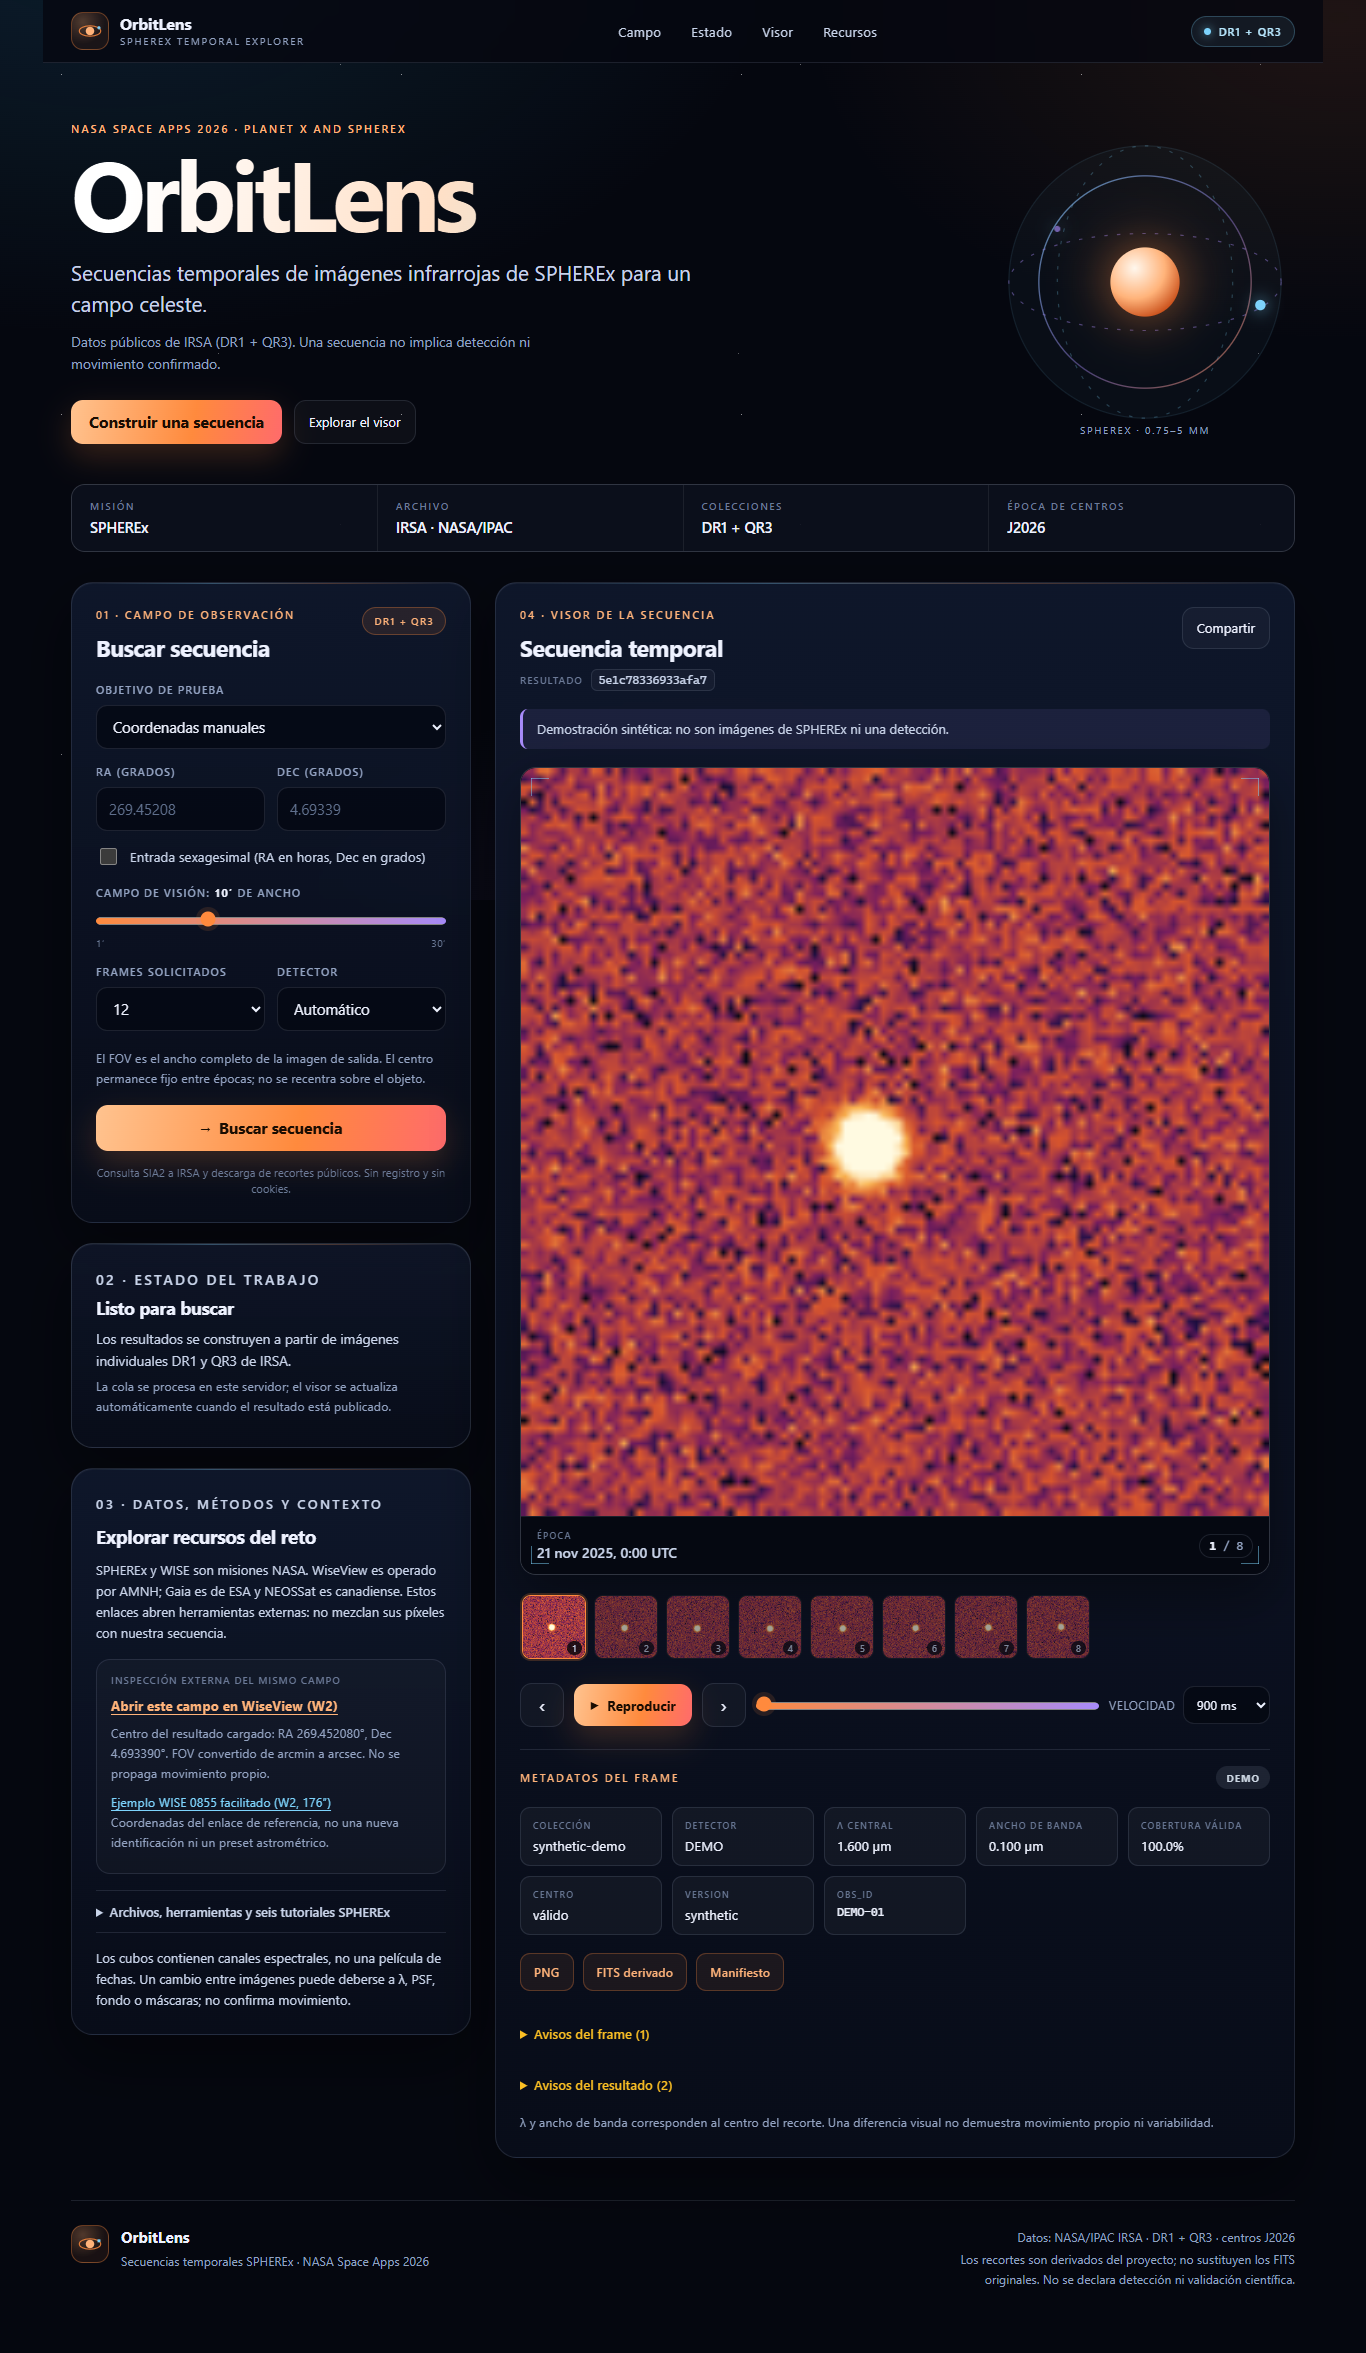 OrbitLens
SPHEREX TEMPORAL EXPLORER
Campo
Estado
Visor
Recursos
DR1 + QR3
NASA SPACE APPS 2026 · PLANET X AND SPHEREX
OrbitLens
Secuencias temporales de imágenes infrarrojas de SPHEREx para un
campo celeste.
Datos públicos de IRSA (DR1 + QR3). Una secuencia no implica detección ni
movimiento confirmado.
Construir una secuencia
Explorar el visor
SPHEREX · 0.75–5 ΜM
MISIÓN
SPHEREx
ARCHIVO
IRSA · NASA/IPAC
COLECCIONES
DR1 + QR3
ÉPOCA DE CENTROS
J2026
01 · CAMPO DE OBSERVACIÓN
DR1 + QR3
Buscar secuencia
OBJETIVO DE PRUEBA
Coordenadas manuales
RA (GRADOS)
DEC (GRADOS)
269.45208
4.69339
Entrada sexagesimal (RA en horas, Dec en grados)
CAMPO DE VISIÓN: 10′ DE ANCHO
1′
30′
FRAMES SOLICITADOS
DETECTOR
12
Automático
El FOV es el ancho completo de la imagen de salida. El centro
permanece fijo entre épocas; no se recentra sobre el objeto.
→ Buscar secuencia
Consulta SIA2 a IRSA y descarga de recortes públicos. Sin registro y sin
cookies.
02 · ESTADO DEL TRABAJO
Listo para buscar
Los resultados se construyen a partir de imágenes
individuales DR1 y QR3 de IRSA.
La cola se procesa en este servidor; el visor se actualiza
automáticamente cuando el resultado está publicado.
03 · DATOS, MÉTODOS Y CONTEXTO
Explorar recursos del reto
SPHEREx y WISE son misiones NASA. WiseView es operado
por AMNH; Gaia es de ESA y NEOSSat es canadiense. Estos
enlaces abren herramientas externas: no mezclan sus píxeles
con nuestra secuencia.
INSPECCIÓN EXTERNA DEL MISMO CAMPO
Abrir este campo en WiseView (W2)
Centro del resultado cargado: RA 269.452080°, Dec
4.693390°. FOV convertido de arcmin a arcsec. No se
propaga movimiento propio.
Ejemplo WISE 0855 facilitado (W2, 176″)
Coordenadas del enlace de referencia, no una nueva
identificación ni un preset astrométrico.
▶ Archivos, herramientas y seis tutoriales SPHEREx
Los cubos contienen canales espectrales, no una película de
fechas. Un cambio entre imágenes puede deberse a λ, PSF,
fondo o máscaras; no confirma movimiento.
04 · VISOR DE LA SECUENCIA
Compartir
Secuencia temporal
RESULTADO 5e1c78336933afa7
Demostración sintética: no son imágenes de SPHEREx ni una detección.
ÉPOCA
21 nov 2025, 0:00 UTC
1 / 8
1
2
3
4
5
6
7
8
‹
▶ Reproducir
›
VELOCIDAD
900 ms
METADATOS DEL FRAME
DEMO
COLECCIÓN
synthetic-demo
DETECTOR
DEMO
Λ CENTRAL
1.600 µm
ANCHO DE BANDA
0.100 µm
COBERTURA VÁLIDA
100.0%
CENTRO
válido
VERSION
synthetic
OBS_ID
DEMO-01
PNG
FITS derivado
Manifiesto
▶ Avisos del frame (1)
▶ Avisos del resultado (2)
λ y ancho de banda corresponden al centro del recorte. Una diferencia visual no demuestra movimiento propio ni variabilidad.
OrbitLens
Secuencias temporales SPHEREx · NASA Space Apps 2026
Datos: NASA/IPAC IRSA · DR1 + QR3 · centros J2026
Los recortes son derivados del proyecto; no sustituyen los FITS
originales. No se declara detección ni validación científica.